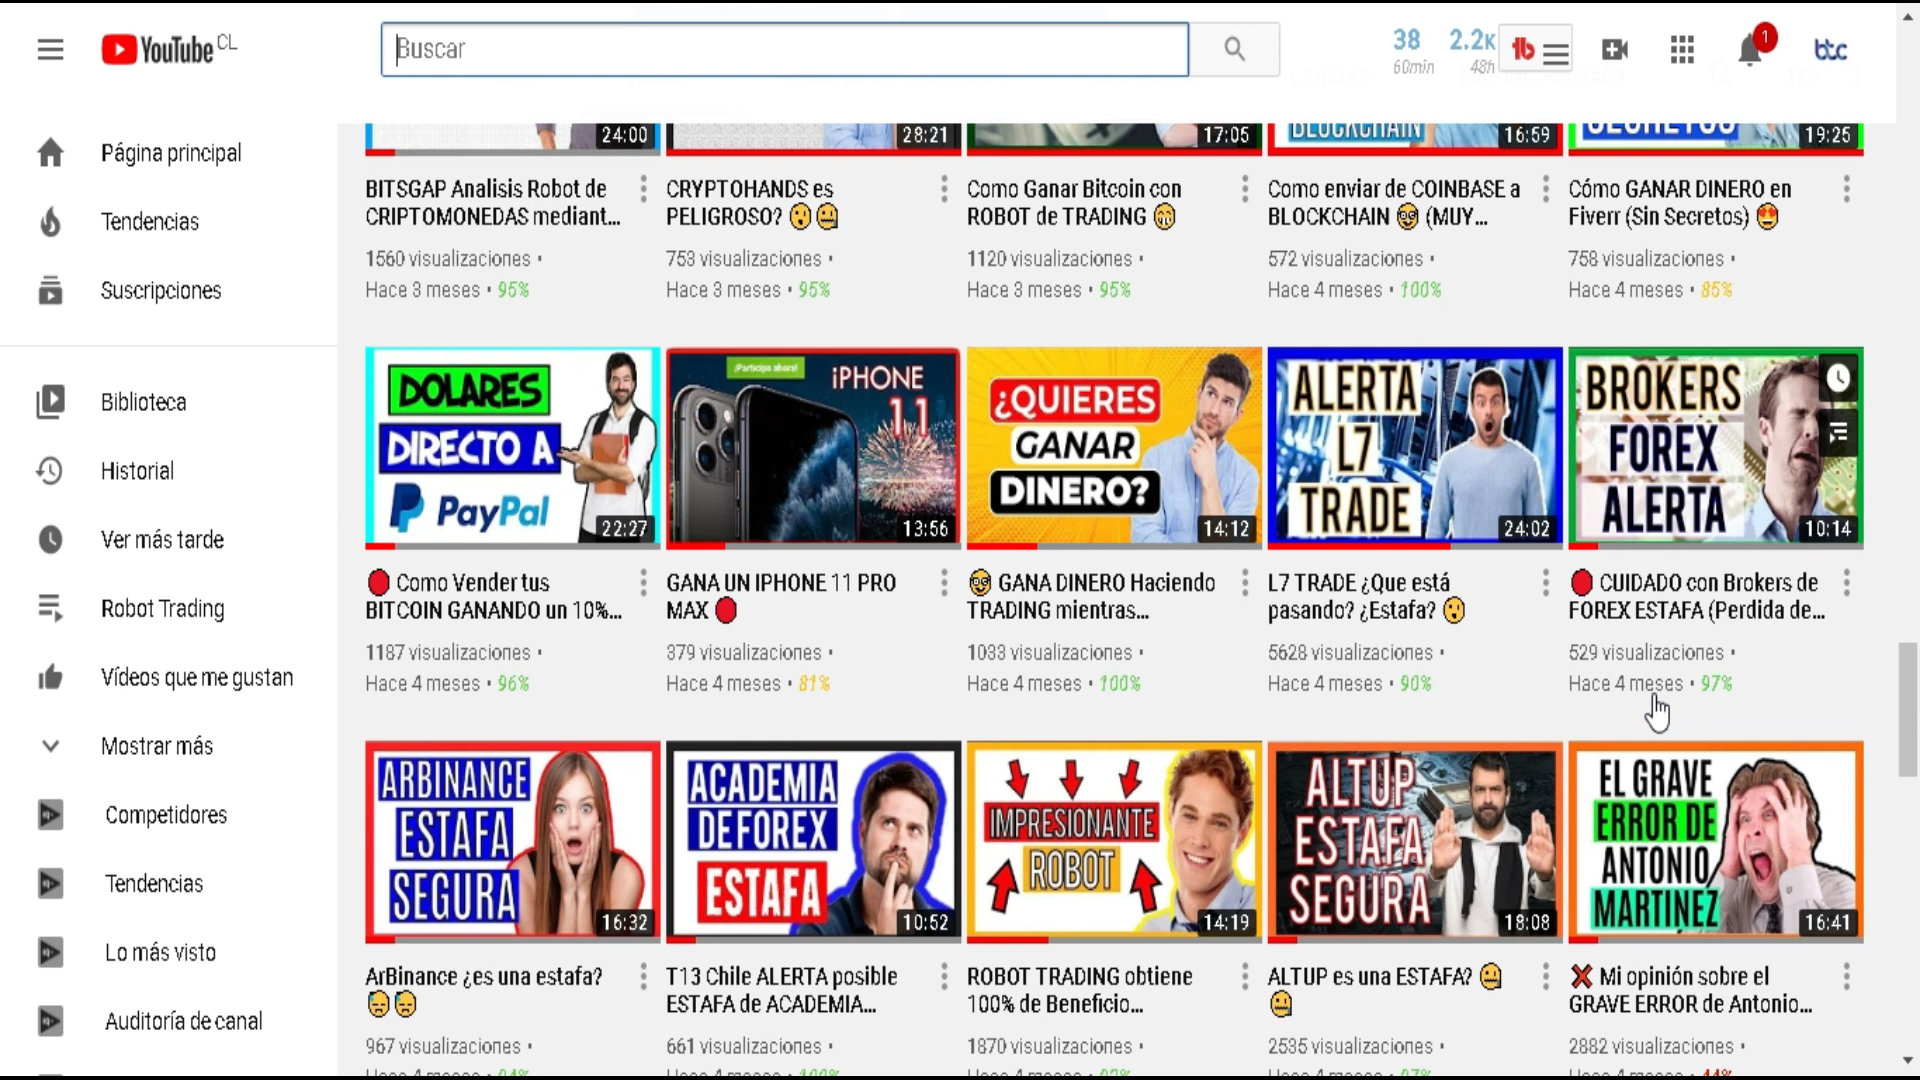 YouTube CL
Buscar
38
60min
2.2K
48h
1
btc
Página principal
Tendencias
Suscripciones
Biblioteca
Historial
Ver más tarde
Robot Trading
Vídeos que me gustan
Mostrar más
Competidores
Tendencias
Lo más visto
Auditoría de canal
24:00
28:21
17:05
BLOCKCHAIN
16:59
SECRETOS
19:25
BITSGAP Analisis Robot de
CRIPTOMONEDAS mediant...
1560 visualizaciones •
Hace 3 meses • 95%
CRYPTOHANDS es
PELIGROSO? 😯🤐
753 visualizaciones •
Hace 3 meses • 95%
Como Ganar Bitcoin con
ROBOT de TRADING 😁
1120 visualizaciones •
Hace 3 meses • 95%
Como enviar de COINBASE a
BLOCKCHAIN 🤓 (MUY...
572 visualizaciones •
Hace 4 meses • 100%
Cómo GANAR DINERO en
Fiverr (Sin Secretos) 😍
758 visualizaciones •
Hace 4 meses • 85%
DOLARES
DIRECTO A
PayPal
22:27
¡Participa ahora!
iPHONE
11
13:56
¿QUIERES
GANAR
DINERO?
14:12
ALERTA
L7
TRADE
24:02
BROKERS
FOREX
ALERTA
10:14
🔴 Como Vender tus
BITCOIN GANANDO un 10%...
1187 visualizaciones •
Hace 4 meses • 96%
GANA UN IPHONE 11 PRO
MAX 🔴
379 visualizaciones •
Hace 4 meses • 81%
🤓 GANA DINERO Haciendo
TRADING mientras...
1033 visualizaciones •
Hace 4 meses • 100%
L7 TRADE ¿Que está
pasando? ¿Estafa? 😯
5628 visualizaciones •
Hace 4 meses • 90%
🔴 CUIDADO con Brokers de
FOREX ESTAFA (Perdida de...
529 visualizaciones •
Hace 4 meses • 97%
ARBINANCE
ESTAFA
SEGURA
16:32
ACADEMIA
DEFOREX
ESTAFA
10:52
IMPRESIONANTE
ROBOT
14:19
ALTUP
ESTAFA
SEGURA
18:08
EL GRAVE
ERROR DE
ANTONIO
MARTINEZ
16:41
ArBinance ¿es una estafa?
😓😓
967 visualizaciones •
T13 Chile ALERTA posible
ESTAFA de ACADEMIA...
661 visualizaciones •
ROBOT TRADING obtiene
100% de Beneficio...
1870 visualizaciones •
ALTUP es una ESTAFA? 🤐
🤐
2535 visualizaciones •
❌ Mi opinión sobre el
GRAVE ERROR de Antonio...
2882 visualizaciones •